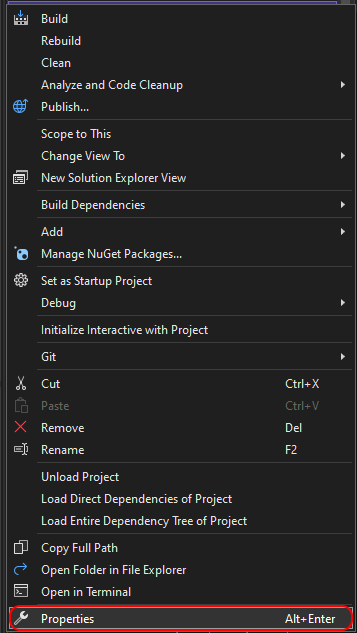 Build
Rebuild
Clean
Analyze and Code Cleanup
Publish...
Scope to This
Change View To
New Solution Explorer View
Build Dependencies
Add
Manage NuGet Packages...
Set as Startup Project
Debug
Initialize Interactive with Project
Git
Cut Ctrl+X
Paste Ctrl+V
Remove Del
Rename F2
Unload Project
Load Direct Dependencies of Project
Load Entire Dependency Tree of Project
Copy Full Path
Open Folder in File Explorer
Open in Terminal
Properties Alt+Enter